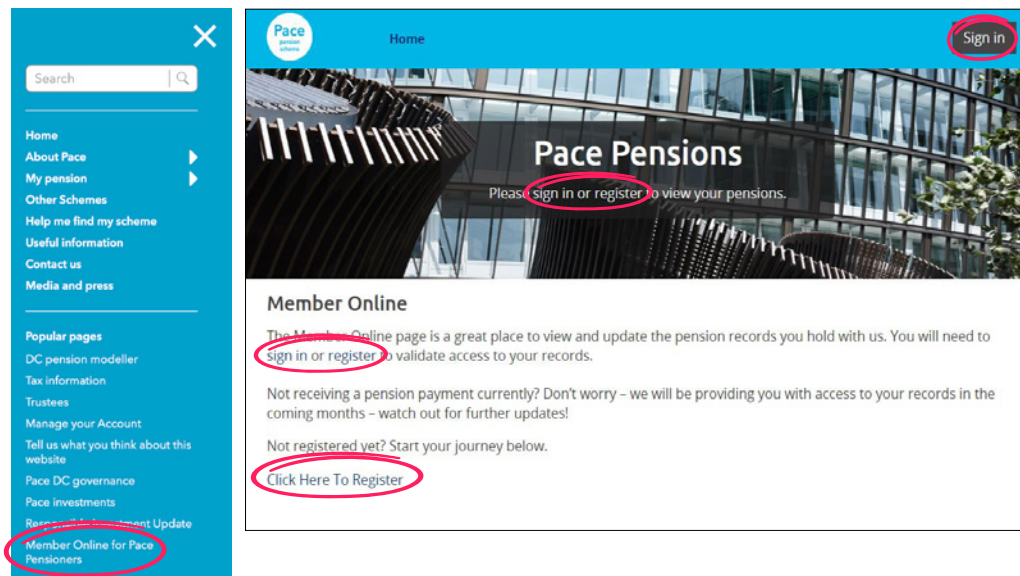 Search
Home
About Pace
My pension
Other Schemes
Help me find my scheme
Useful information
Contact us
Media and press
Popular pages
DC pension modeller
Tax information
Trustees
Manage your Account
Tell us what you think about this
website
Pace DC governance
Pace investments
Responsible Investment Update
Member Online for Pace
Pensioners
Pace
pension
scheme
Home
Sign in
Pace Pensions
Please sign in or register to view your pensions.
Member Online
The Member Online page is a great place to view and update the pension records you hold with us. You will need to
sign in or register to validate access to your records.
Not receiving a pension payment currently? Don't worry – we will be providing you with access to your records in the
coming months – watch out for further updates!
Not registered yet? Start your journey below.
Click Here To Register